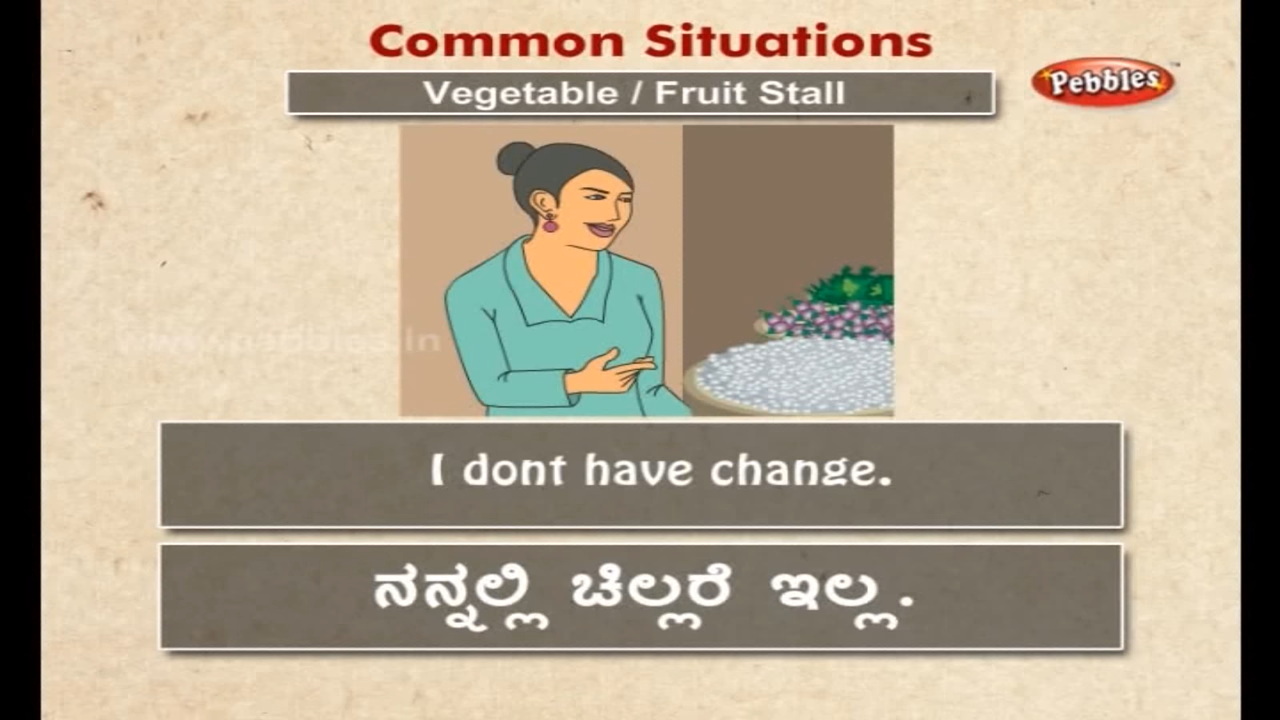 Common Situations
Vegetable / Fruit Stall
Pebbles
I dont have change.
ನನ್ನಲ್ಲಿ ಚಿಲ್ಲರೆ ಇಲ್ಲ.